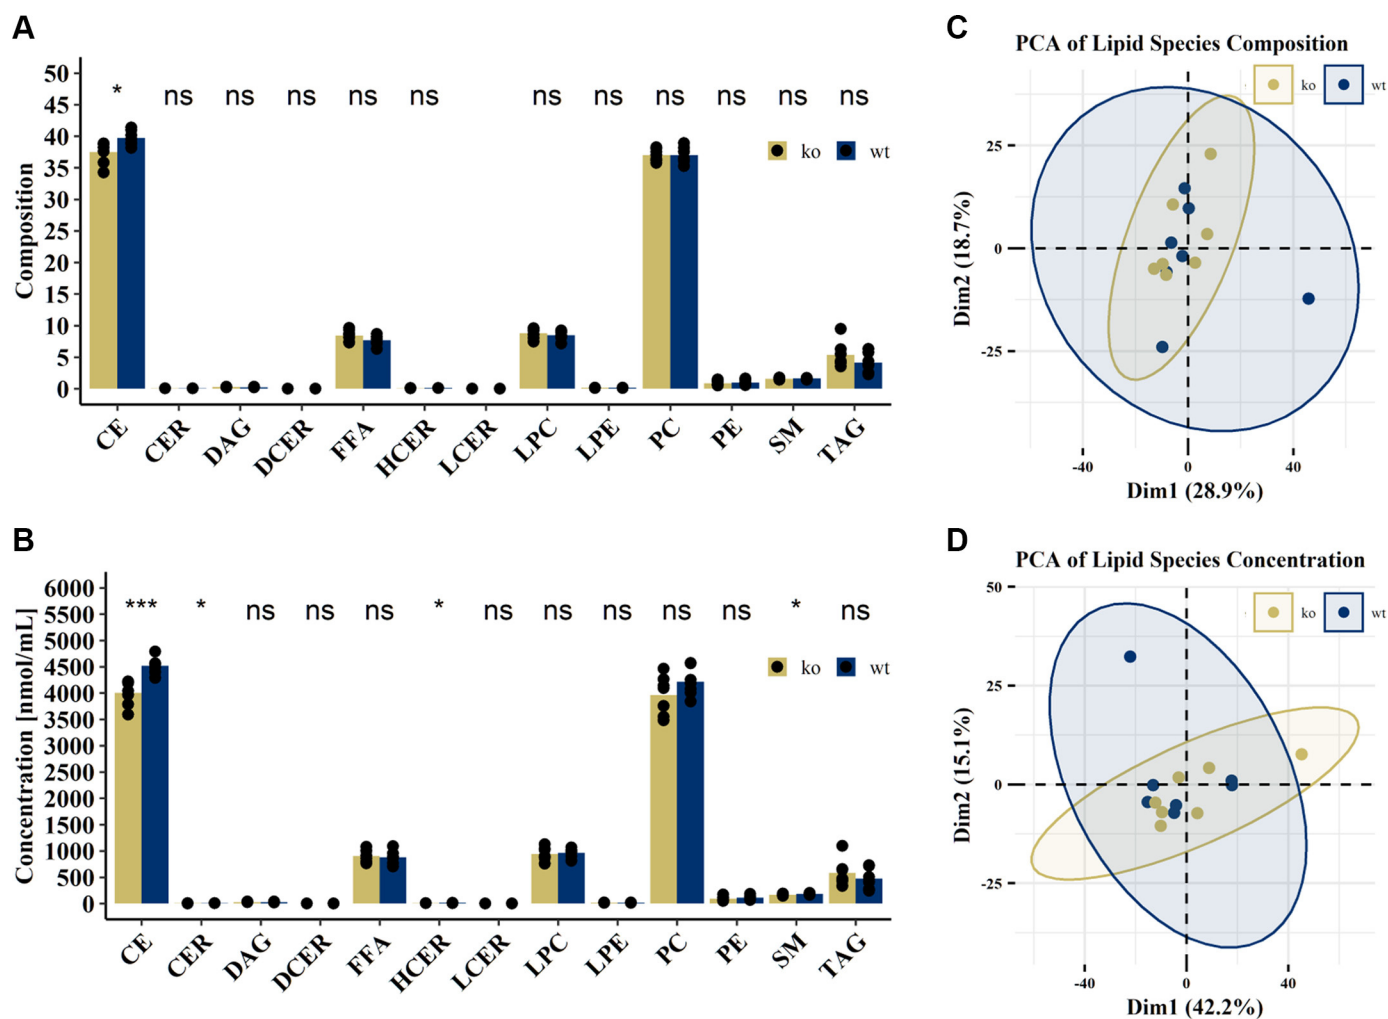 A
50
45
40
35
30
25
20
15
10
5
0
Composition
* ns ns ns ns ns ns ns ns ns ns ns
ko wt
CE CER DAG DCER FFA HCER LCER LPC LPE PC PE SM TAG
B
6000
5500
5000
4500
4000
3500
3000
2500
2000
1500
1000
500
0
Concentration [nmol/mL]
*** * ns ns ns * ns ns ns ns ns * ns
ko wt
CE CER DAG DCER FFA HCER LCER LPC LPE PC PE SM TAG
C
PCA of Lipid Species Composition
ko wt
25
0
-25
Dim2 (18.7%)
-40 0 40
Dim1 (28.9%)
D
PCA of Lipid Species Concentration
ko wt
50
25
0
-25
Dim2 (15.1%)
-40 0 40
Dim1 (42.2%)